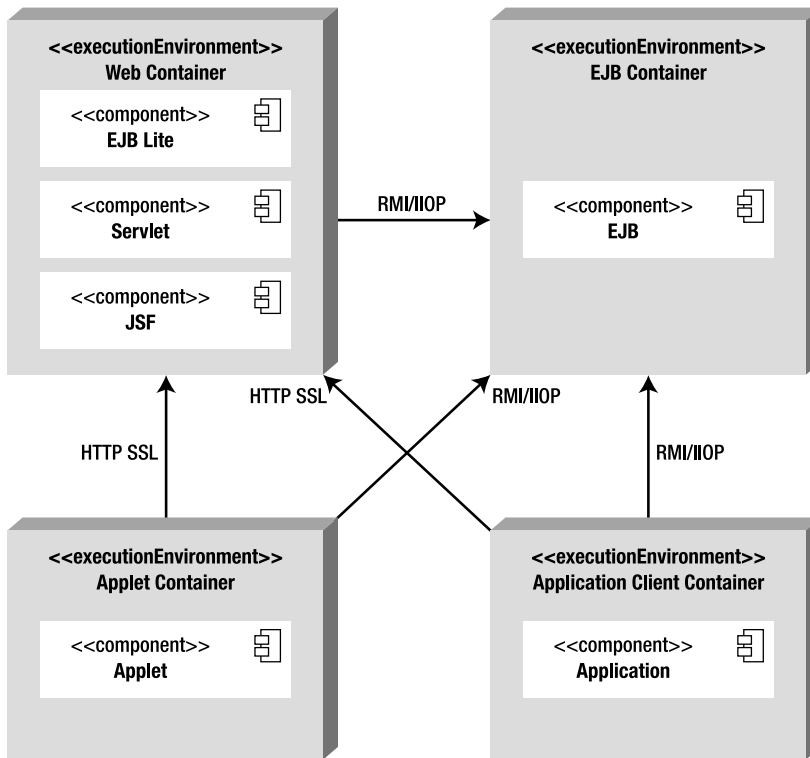 <<executionEnvironment>>
Web Container
<<component>>
EJB Lite
<<component>>
Servlet
<<component>>
JSF
RMI/IIOP
<<executionEnvironment>>
EJB Container
<<component>>
EJB
HTTP SSL
HTTP SSL
RMI/IIOP
RMI/IIOP
<<executionEnvironment>>
Applet Container
<<component>>
Applet
<<executionEnvironment>>
Application Client Container
<<component>>
Application